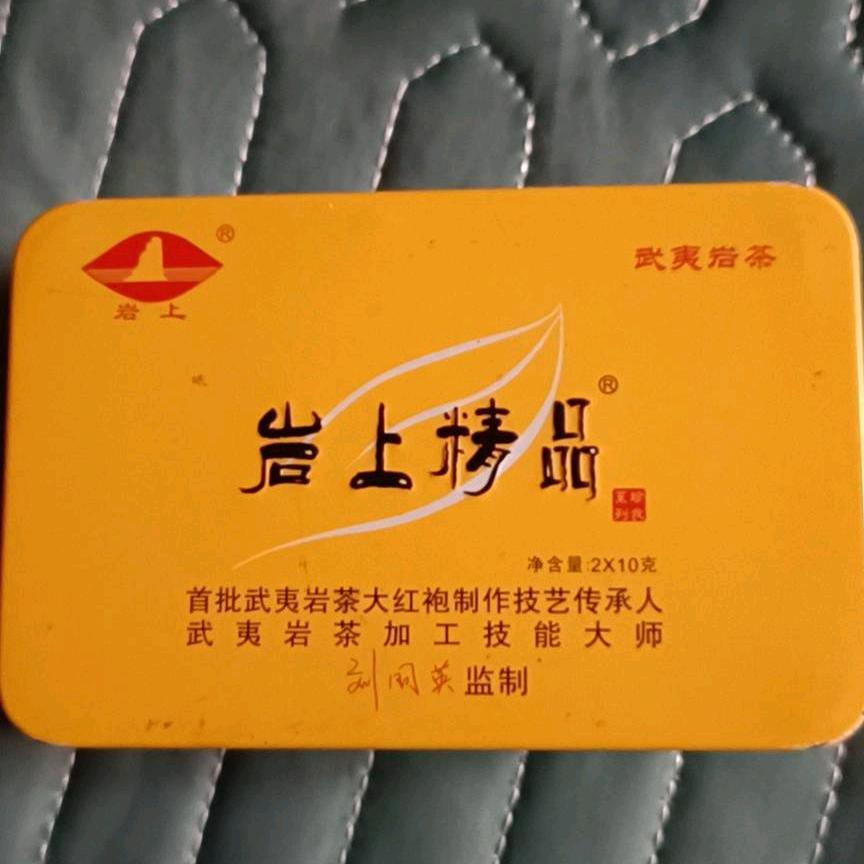 岩上
®
武夷岩茶
岩上精品®
净含量:2X10克
首批武夷岩茶大红袍制作技艺传承人
武夷岩茶加工技能大师
刘国英监制